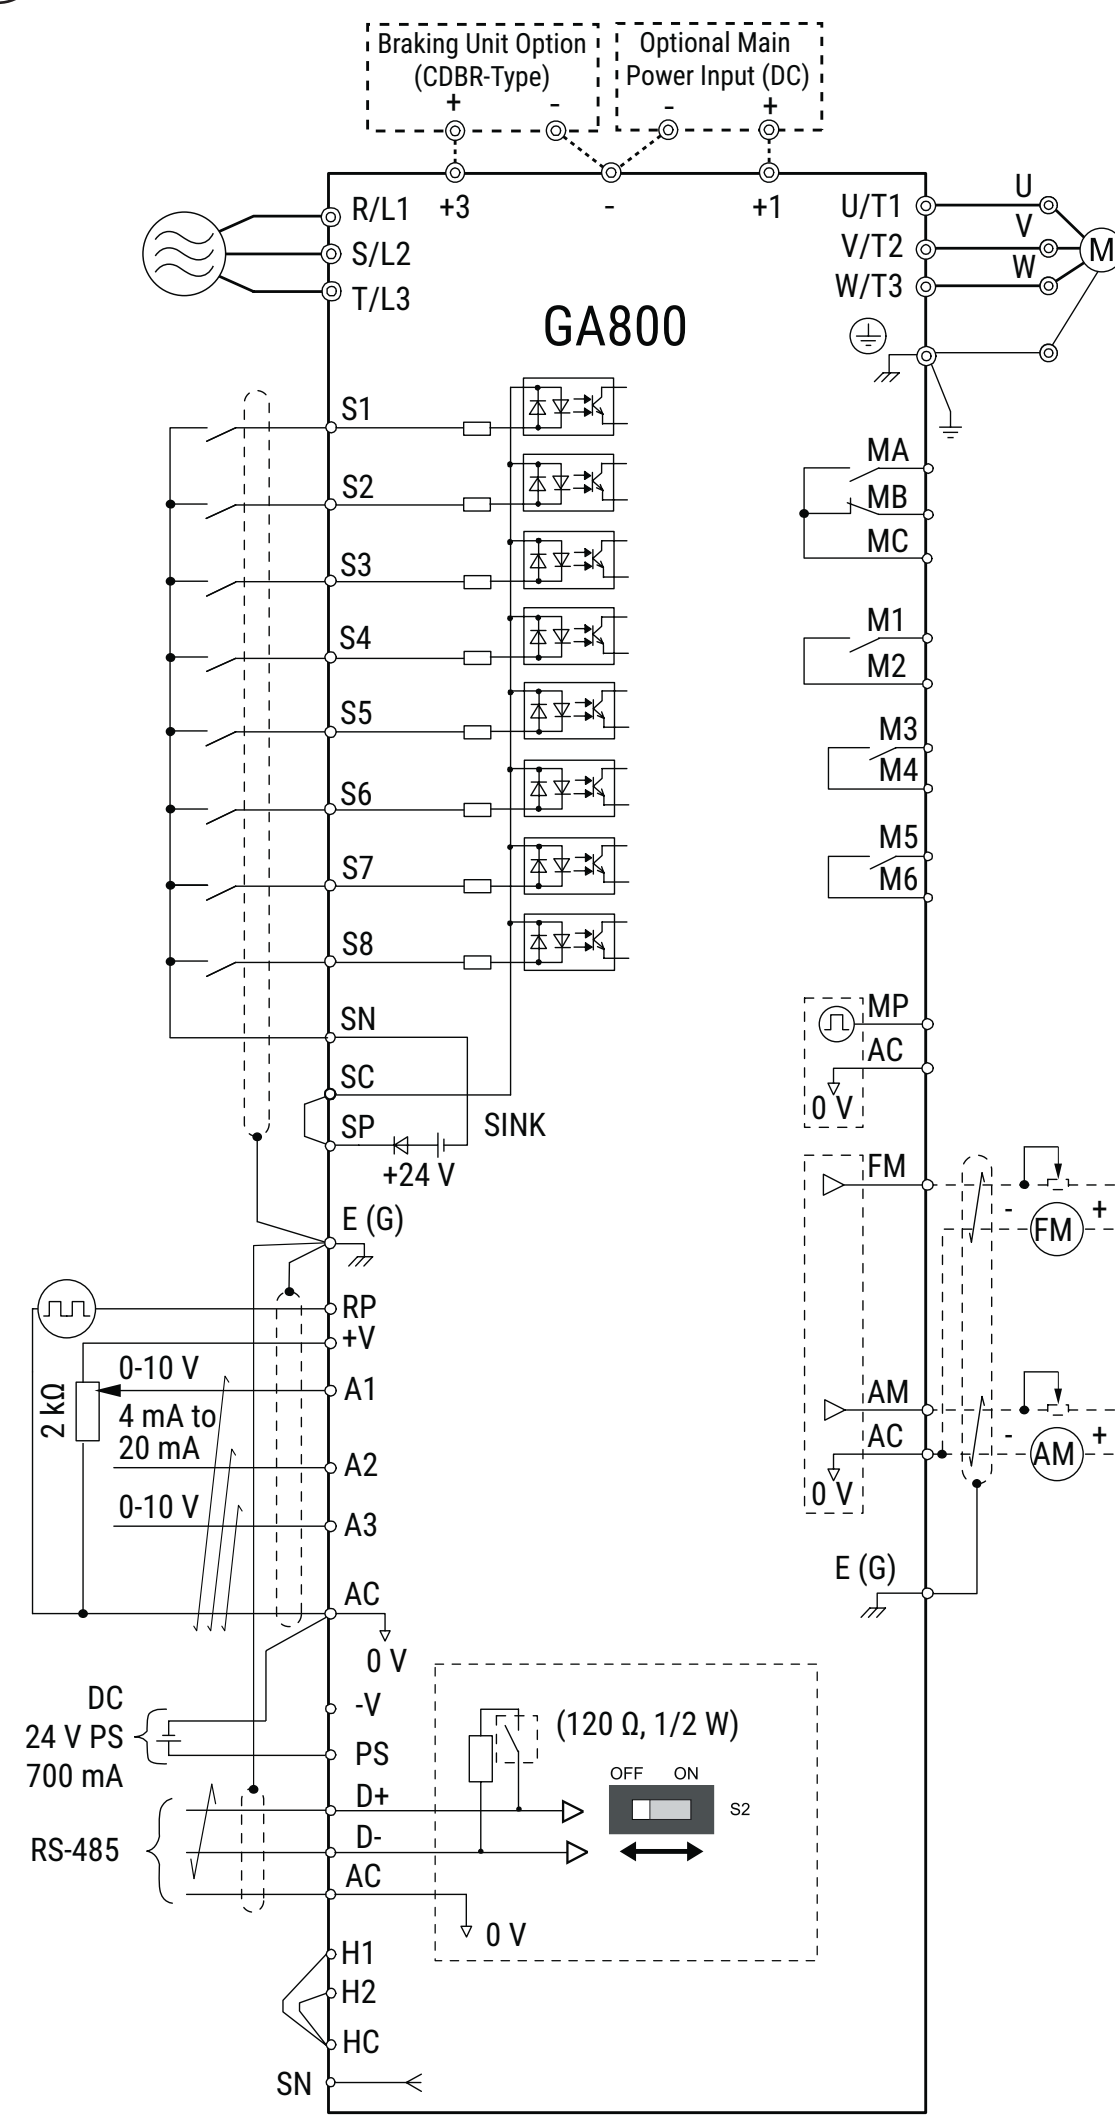 Braking Unit Option
(CDBR-Type)
+ -
Optional Main
Power Input (DC)
- +
+3
-
+1
R/L1
S/L2
T/L3
U/T1
V/T2
W/T3
U
V
W
M
GA800
S1
S2
S3
S4
S5
S6
S7
S8
SN
SC
SP
SINK
+24 V
E (G)
MA
MB
MC
M1
M2
M3
M4
M5
M6
MP
AC
0 V
FM
- FM +
AM
AC
- AM +
0 V
E (G)
RP
+V
0-10 V
A1
2 kΩ
4 mA to
20 mA
A2
0-10 V
A3
AC
0 V
-V
DC
24 V PS
700 mA
PS
D+
RS-485
D-
AC
0 V
(120 Ω, 1/2 W)
OFF ON
S2
H1
H2
HC
SN